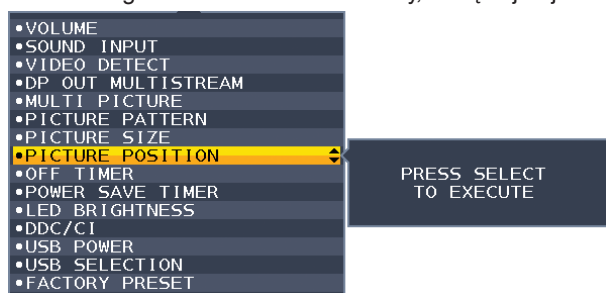 •VOLUME
•SOUND INPUT
•VIDEO DETECT
•DP OUT MULTISTREAM
•MULTI PICTURE
•PICTURE PATTERN
•PICTURE SIZE
•PICTURE POSITION
•OFF TIMER
•POWER SAVE TIMER
•LED BRIGHTNESS
•DDC/CI
•USB POWER
•USB SELECTION
•FACTORY PRESET
PRESS SELECT
TO EXECUTE